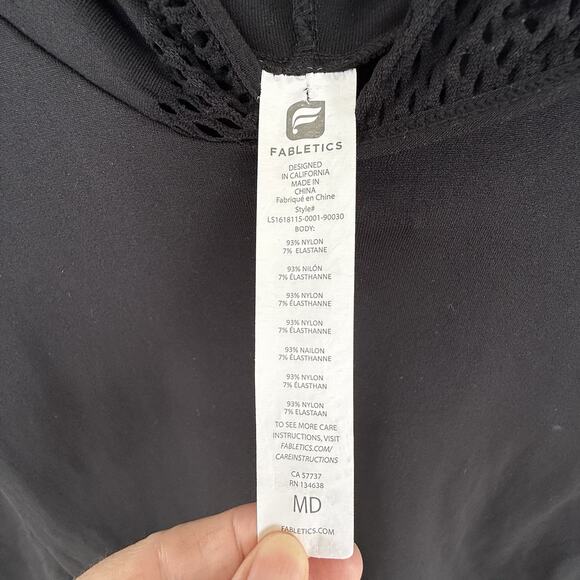 FABLETICS
DESIGNED
IN CALIFORNIA
MADE IN
CHINA
Fabriqué en Chine
Style#
LS1618115-0001-90030
BODY:
93% NYLON
7% ELASTANE
93% NILÓN
7% ÉLASTHANNE
93% NYLON
7% ÉLASTHANNE
93% NYLON
7% ÉLASTHANNE
93% NAILON
7% ÉLASTHANNE
93% NYLON
7% ÉLASTHAN
93% NYLON
7% ELASTAAN
TO SEE MORE CARE
INSTRUCTIONS, VISIT
FABLETICS.COM/
CAREINSTRUCTIONS
CA 57737
RN 134638
MD
FABLETICS.COM